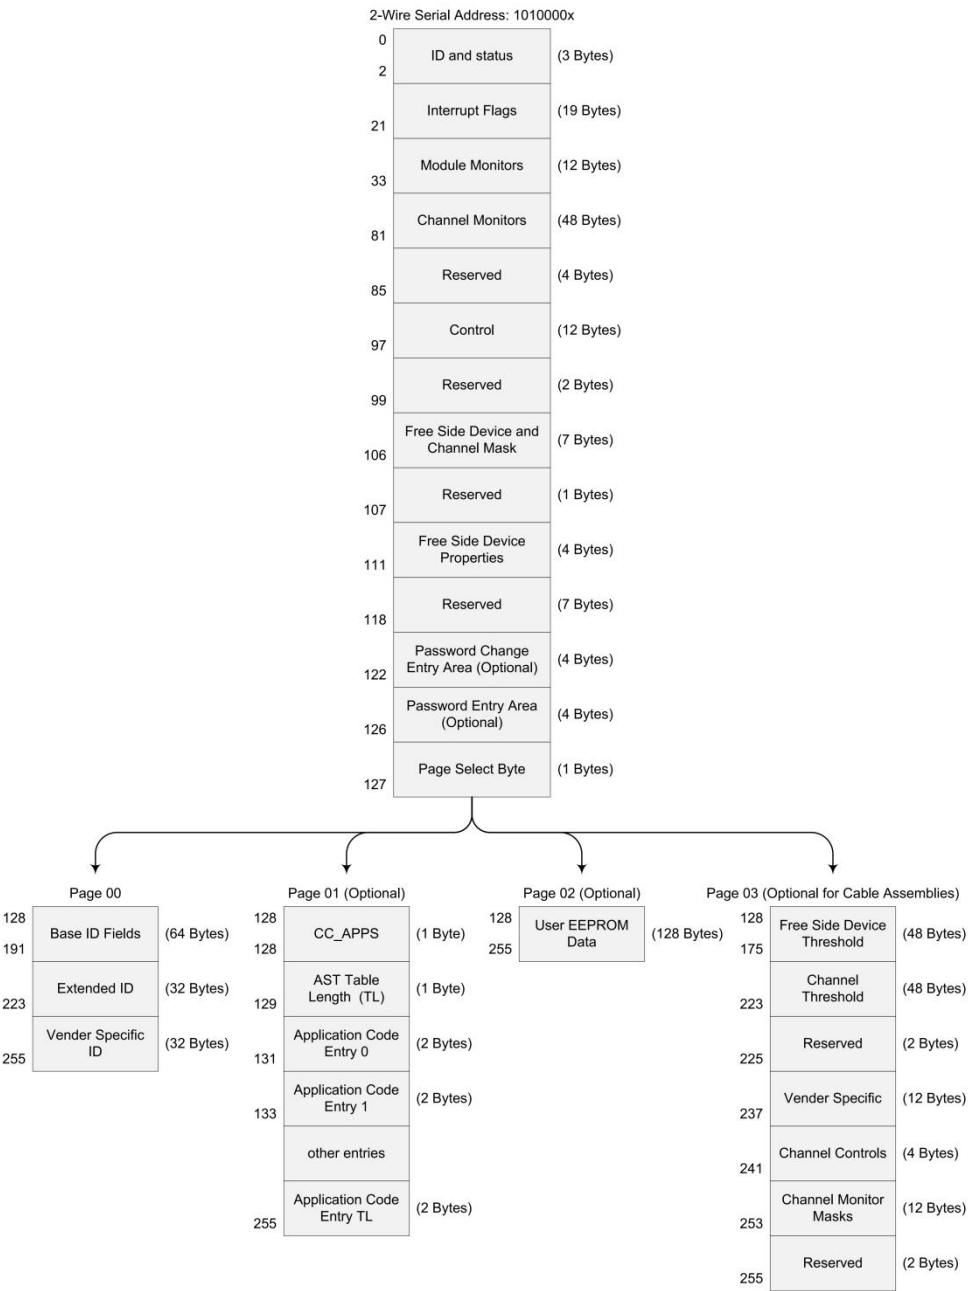 2-Wire Serial Address: 1010000x
0
ID and status
(3 Bytes)
2
Interrupt Flags
(19 Bytes)
21
Module Monitors
(12 Bytes)
33
Channel Monitors
(48 Bytes)
81
Reserved
(4 Bytes)
85
Control
(12 Bytes)
97
Reserved
(2 Bytes)
99
Free Side Device and
Channel Mask
(7 Bytes)
106
Reserved
(1 Bytes)
107
Free Side Device
Properties
(4 Bytes)
111
Reserved
(7 Bytes)
118
Password Change
Entry Area (Optional)
(4 Bytes)
122
Password Entry Area
(Optional)
(4 Bytes)
126
Page Select Byte
(1 Bytes)
127
Page 00
128
Base ID Fields
(64 Bytes)
191
Extended ID
(32 Bytes)
223
Vender Specific
ID
(32 Bytes)
255
Page 01 (Optional)
128
CC_APPS
(1 Byte)
128
AST Table
Length (TL)
(1 Byte)
129
Application Code
Entry 0
(2 Bytes)
131
Application Code
Entry 1
(2 Bytes)
133
other entries
Application Code
Entry TL
(2 Bytes)
255
Page 02 (Optional)
128
User EEPROM
Data
(128 Bytes)
255
Page 03 (Optional for Cable Assemblies)
128
Free Side Device
Threshold
(48 Bytes)
175
Channel
Threshold
(48 Bytes)
223
Reserved
(2 Bytes)
225
Vender Specific
(12 Bytes)
237
Channel Controls
(4 Bytes)
241
Channel Monitor
Masks
(12 Bytes)
253
Reserved
(2 Bytes)
255